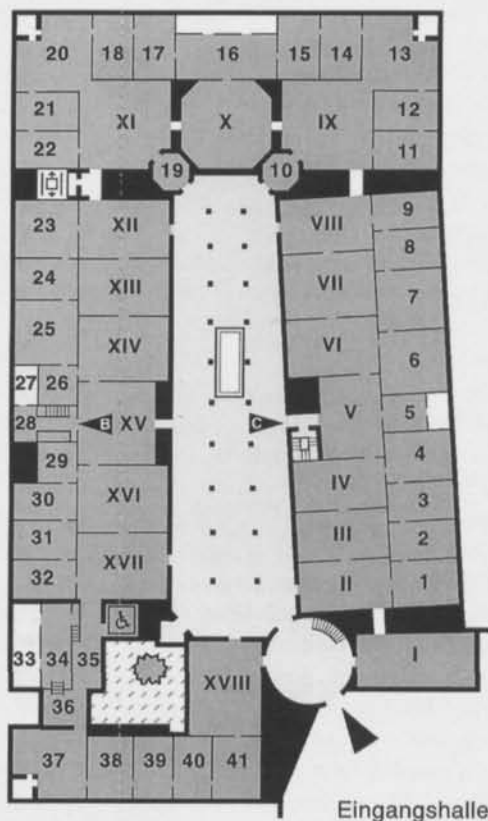 20 18 17 16 15 14 13
21 XI X IX 12
22 19 10 11
23 XII VIII 9
8
24 XIII VII 7
25 XIV VI 6
27 26
28 B XV C V 5
29 4
30 XVI IV 3
31 III 2
32 XVII II 1
33 34 35 I
36 XVIII
37 38 39 40 41
Eingangshalle